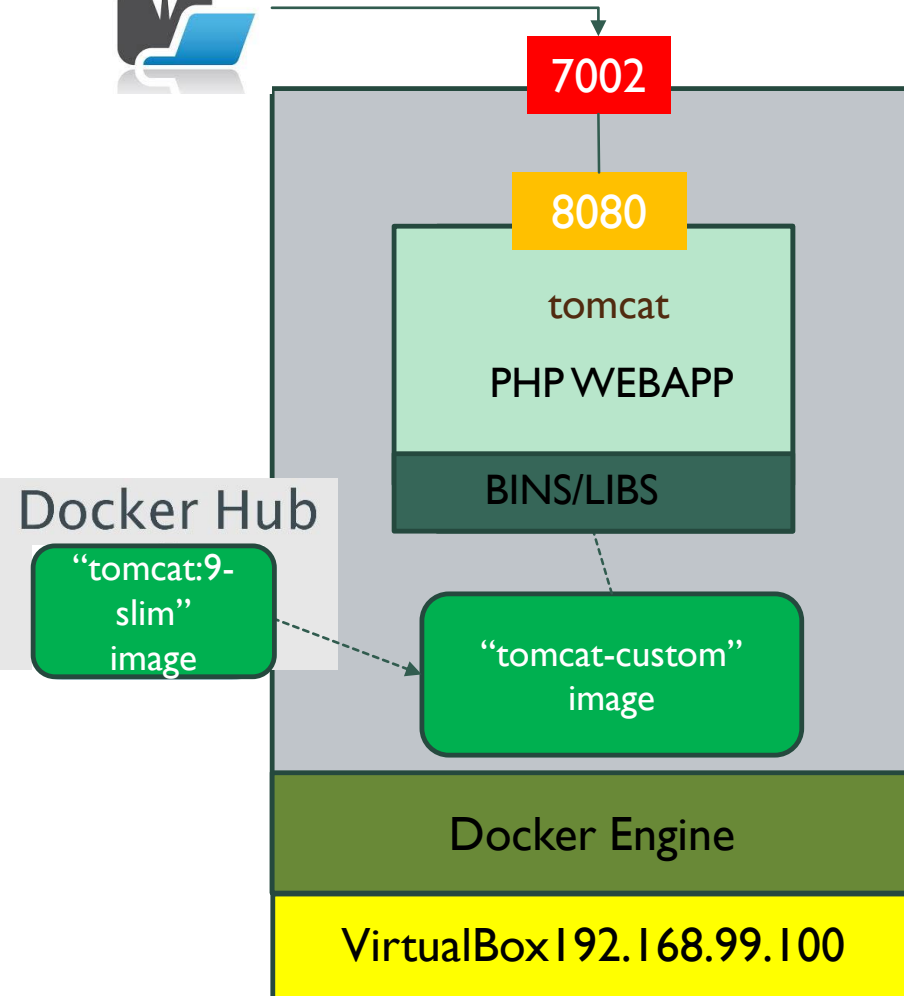 7002
8080
tomcat
PHP WEBAPP
BINS/LIBS
Docker Hub
“tomcat:9-
slim”
image
“tomcat-custom”
image
Docker Engine
VirtualBox192.168.99.100